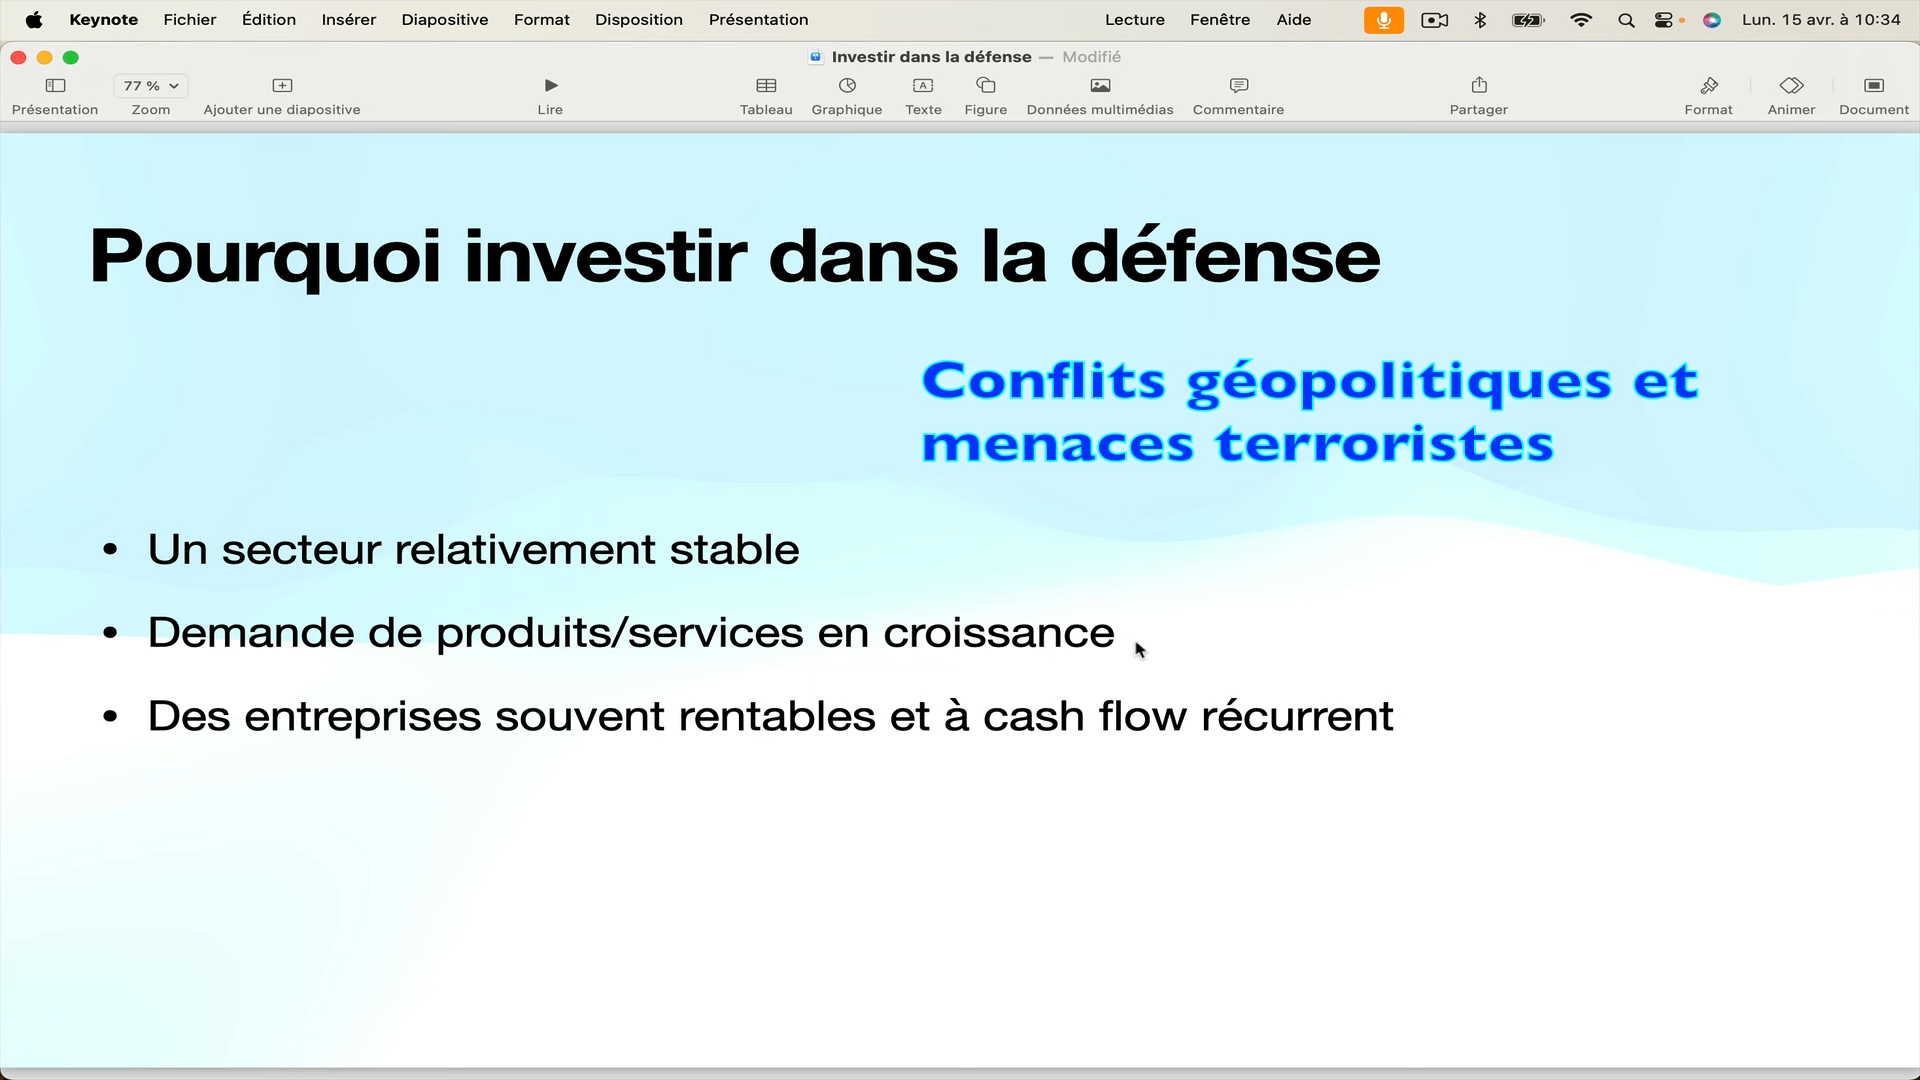 Keynote Fichier Édition Insérer Diapositive Format Disposition Présentation Lecture Fenêtre Aide Lun. 15 avr. à 10:34
Investir dans la défense — Modifié
77 %
Présentation Zoom Ajouter une diapositive Lire Tableau Graphique Texte Figure Données multimédias Commentaire Partager Format Animer Document
Pourquoi investir dans la défense
Conflits géopolitiques et
menaces terroristes
• Un secteur relativement stable
• Demande de produits/services en croissance
• Des entreprises souvent rentables et à cash flow récurrent